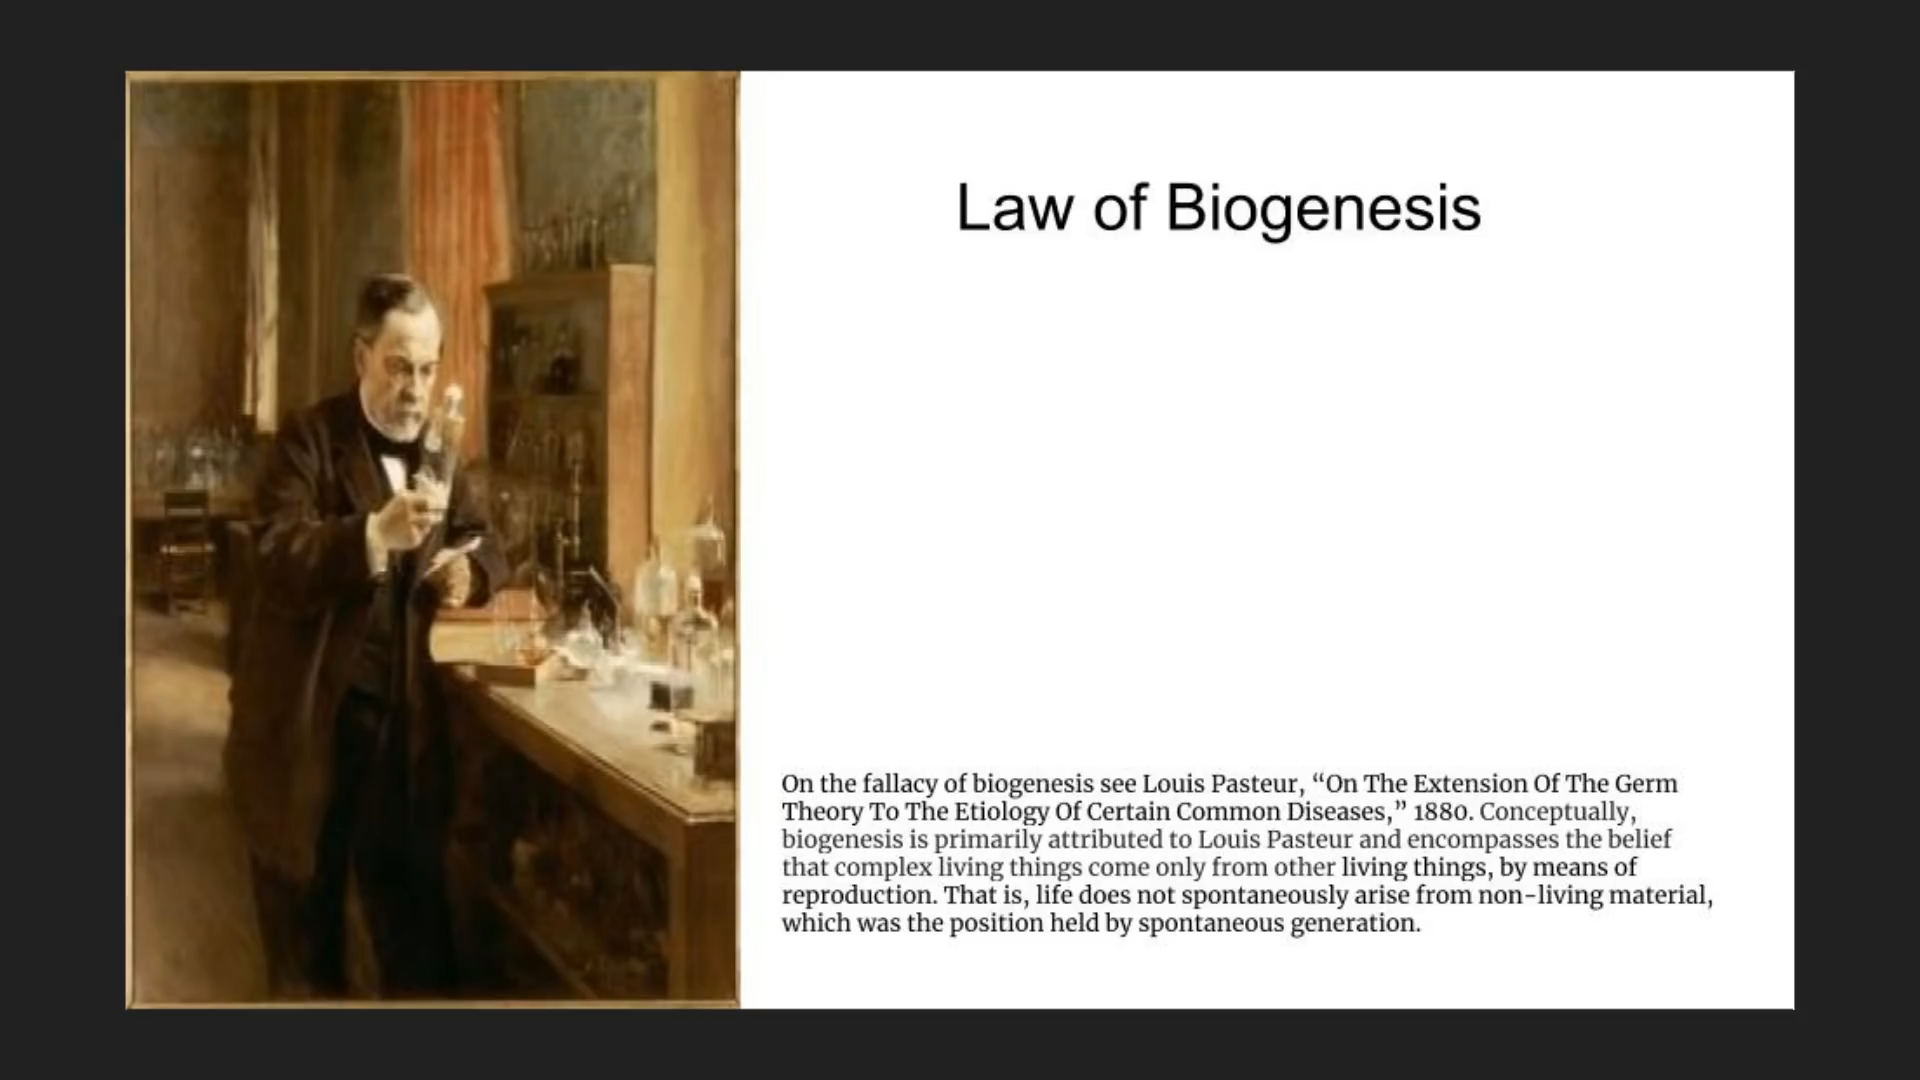 Law of Biogenesis
On the fallacy of biogenesis see Louis Pasteur, “On The Extension Of The Germ
Theory To The Etiology Of Certain Common Diseases,” 1880. Conceptually,
biogenesis is primarily attributed to Louis Pasteur and encompasses the belief
that complex living things come only from other living things, by means of
reproduction. That is, life does not spontaneously arise from non-living material,
which was the position held by spontaneous generation.